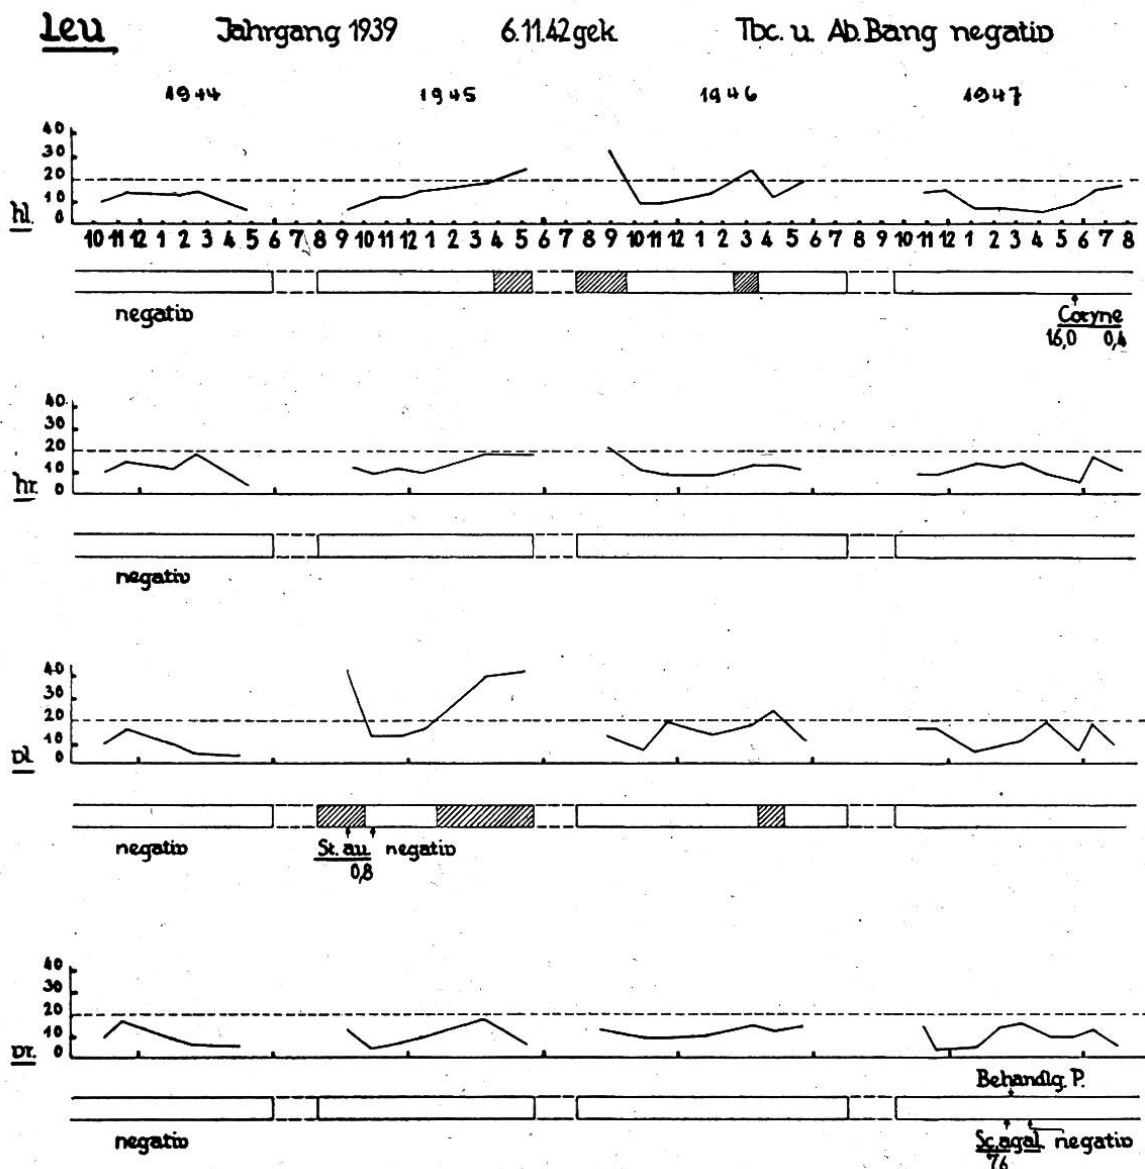 Leu Jahrgang 1939 6.11.42 gek. Tbc. u. Ab. Bang negativ
1944 1945 1946 1947
40
30
20
10
0
hl.
10 11 12 1 2 3 4 5 6 7 8 9 10 11 12 1 2 3 4 5 6 7 8 9 10 11 12 1 2 3 4 5 6 7 8 9 10 11 12 1 2 3 4 5 6 7 8
negativ Coryne
16,0 0,4
40
30
20
10
0
hr.
negativ
40
30
20
10
0
vl.
negativ St. au. negativ
0,8
40
30
20
10
0
vr.
Behandlg. P.
negativ Sc. agal. negativ
7,6